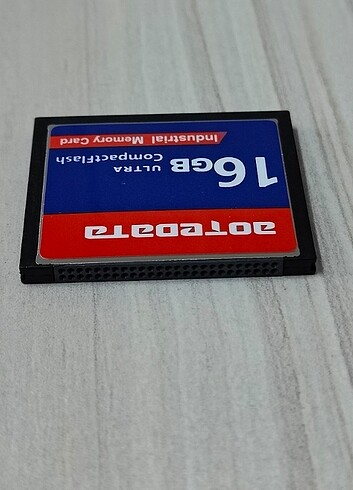 AOTEDATA
16GB ULTRA
CompactFlash
Industrial Memory Card